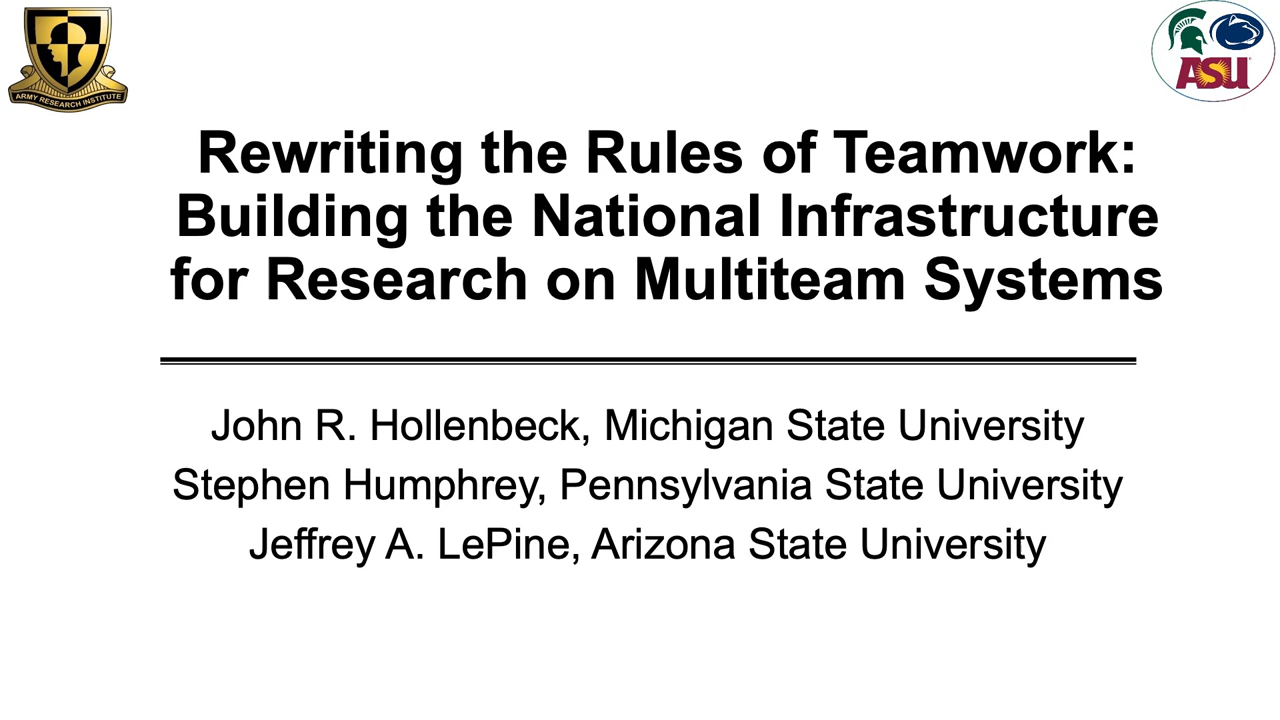 ARMY RESEARCH INSTITUTE
ASU
Rewriting the Rules of Teamwork:
Building the National Infrastructure
for Research on Multiteam Systems
John R. Hollenbeck, Michigan State University
Stephen Humphrey, Pennsylvania State University
Jeffrey A. LePine, Arizona State University